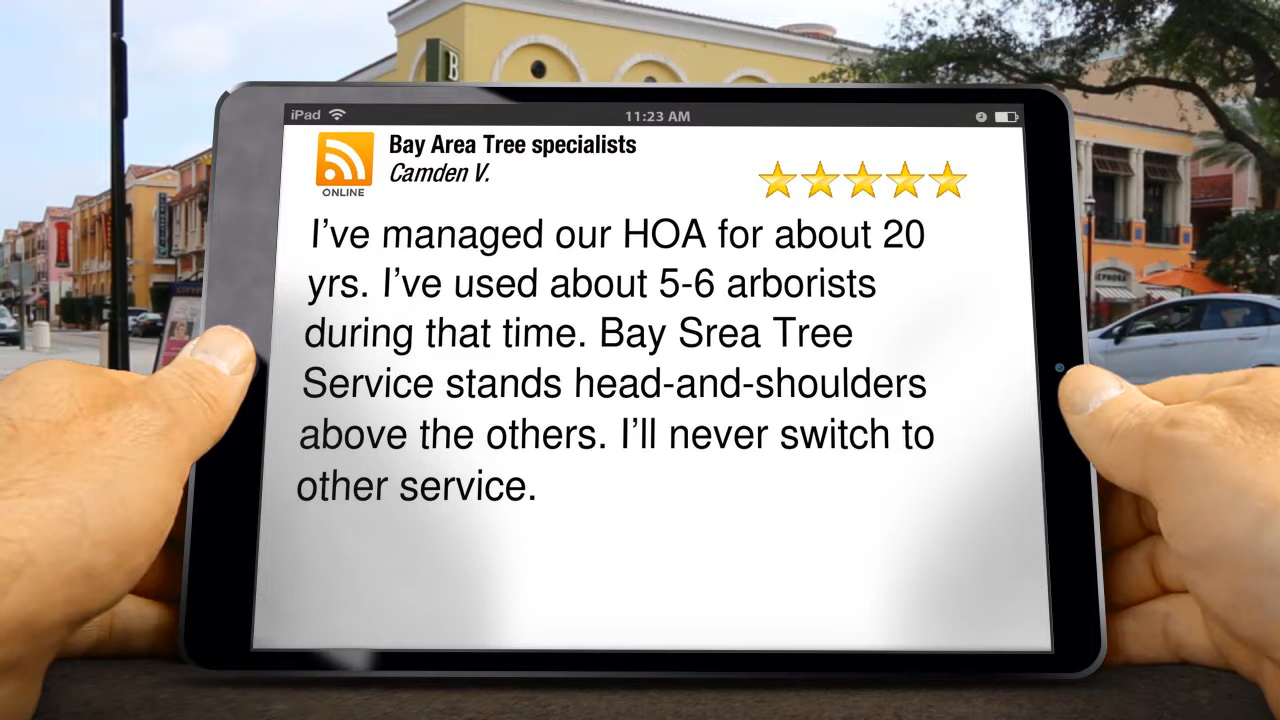 iPad 11:23 AM
Bay Area Tree specialists
Camden V.
ONLINE
I’ve managed our HOA for about 20
yrs. I’ve used about 5-6 arborists
during that time. Bay Srea Tree
Service stands head-and-shoulders
above the others. I’ll never switch to
other service.
B
SEPHORA